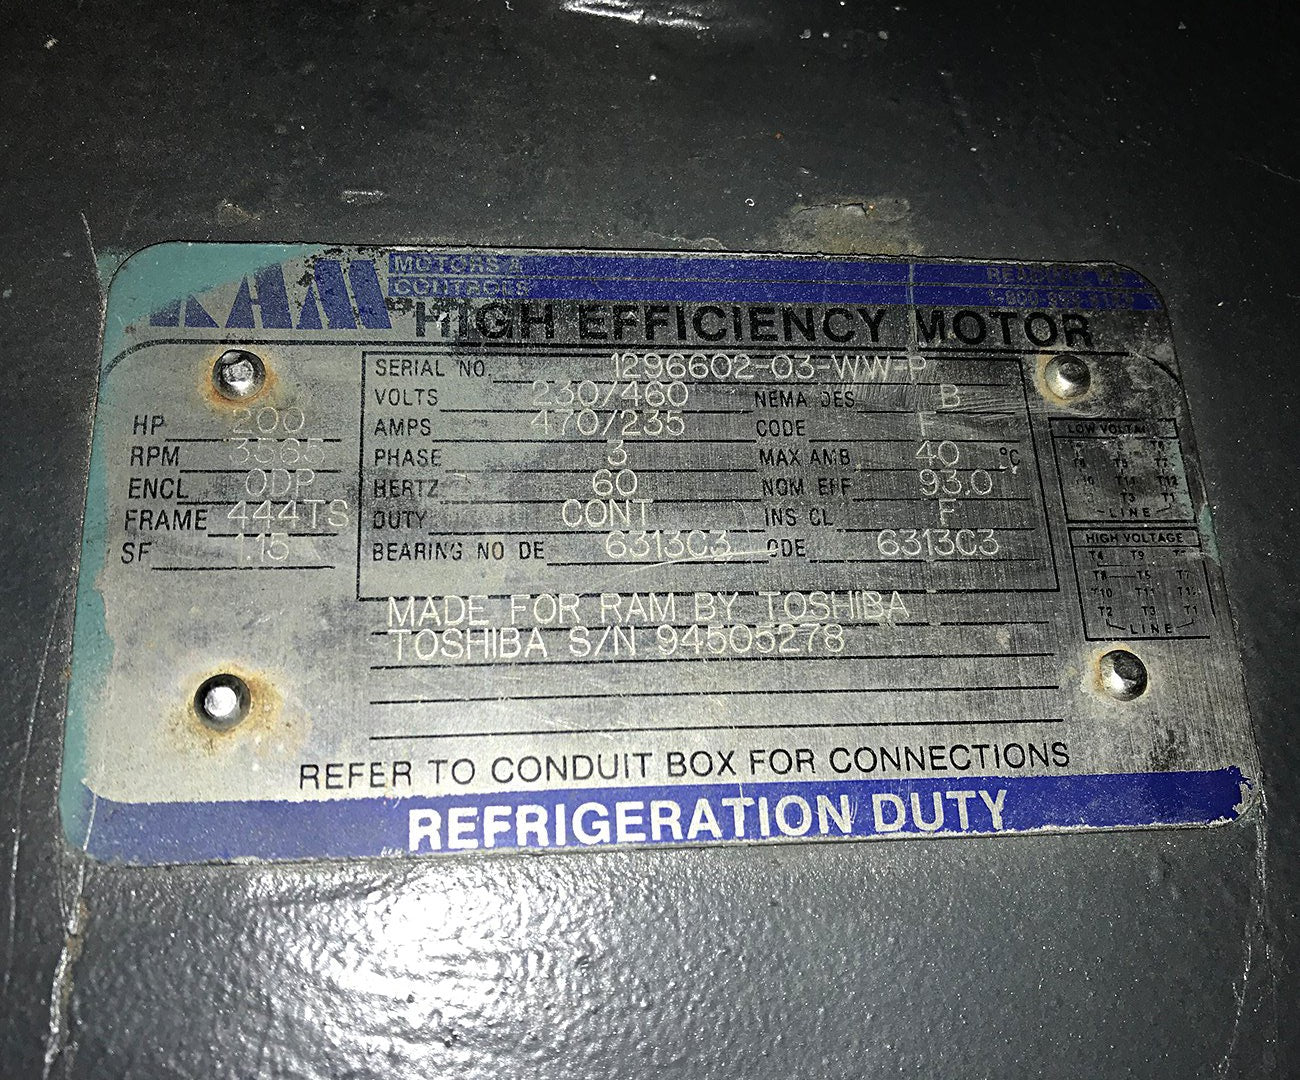 RAM MOTORS &
CONTROLS
HIGH EFFICIENCY MOTOR
SERIAL NO. 1296602-03-WW-P
VOLTS 230/460 NEMA DES B
HP 200 AMPS 470/235 CODE F
RPM 3565 PHASE 3 MAX AMB 40 °C
ENCL ODP HERTZ 60 NOM EFF 93.0
FRAME 444TS DUTY CONT INS CL F
SF 1.15 BEARING NO DE 6313C3 ODE 6313C3
LOW VOLTAGE
T3 T1
LINE
HIGH VOLTAGE
T4 T9
T8 T5 T7
T10 T11
T2 T3 T1
LINE
MADE FOR RAM BY TOSHIBA
TOSHIBA S/N 94505278
REFER TO CONDUIT BOX FOR CONNECTIONS
REFRIGERATION DUTY